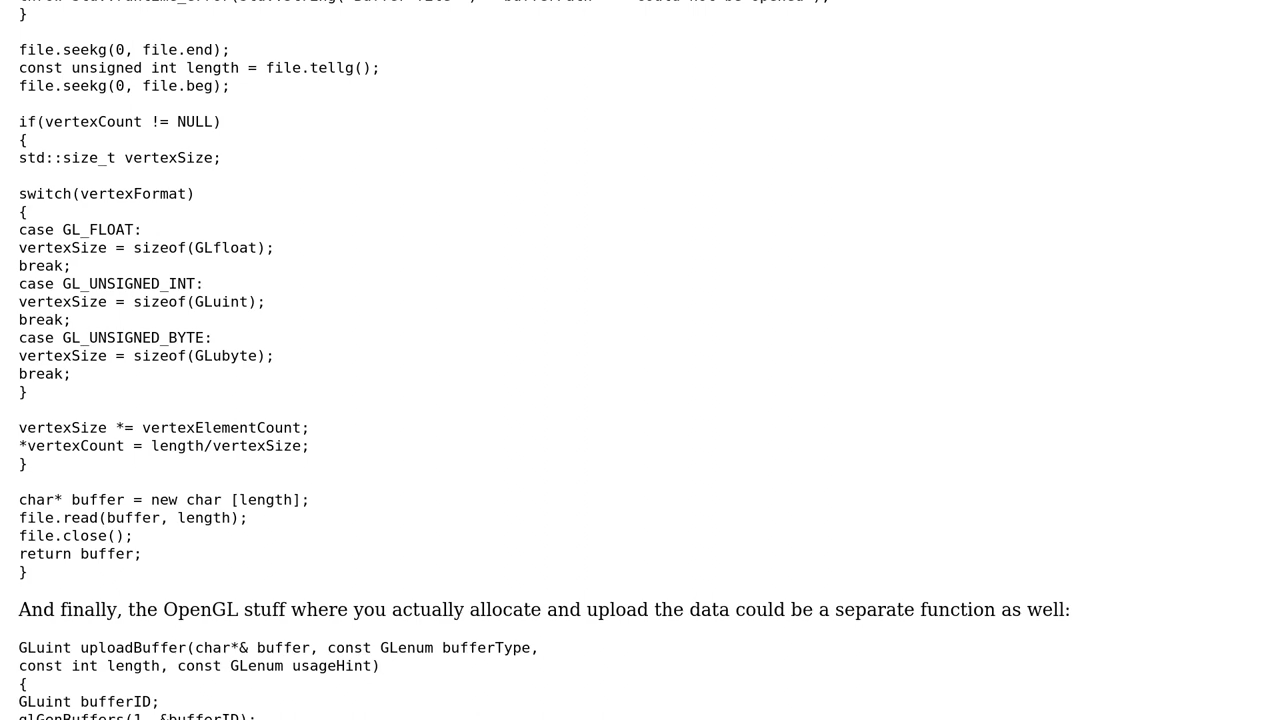 }
file.seekg(0, file.end);
const unsigned int length = file.tellg();
file.seekg(0, file.beg);
if(vertexCount != NULL)
{
std::size_t vertexSize;
switch(vertexFormat)
{
case GL_FLOAT:
vertexSize = sizeof(GLfloat);
break;
case GL_UNSIGNED_INT:
vertexSize = sizeof(GLuint);
break;
case GL_UNSIGNED_BYTE:
vertexSize = sizeof(GLubyte);
break;
}
vertexSize *= vertexElementCount;
*vertexCount = length/vertexSize;
}
char* buffer = new char [length];
file.read(buffer, length);
file.close();
return buffer;
}
And finally, the OpenGL stuff where you actually allocate and upload the data could be a separate function as well:
GLuint uploadBuffer(char*& buffer, const GLenum bufferType,
const int length, const GLenum usageHint)
{
GLuint bufferID;
glGenBuffers(1, &bufferID);